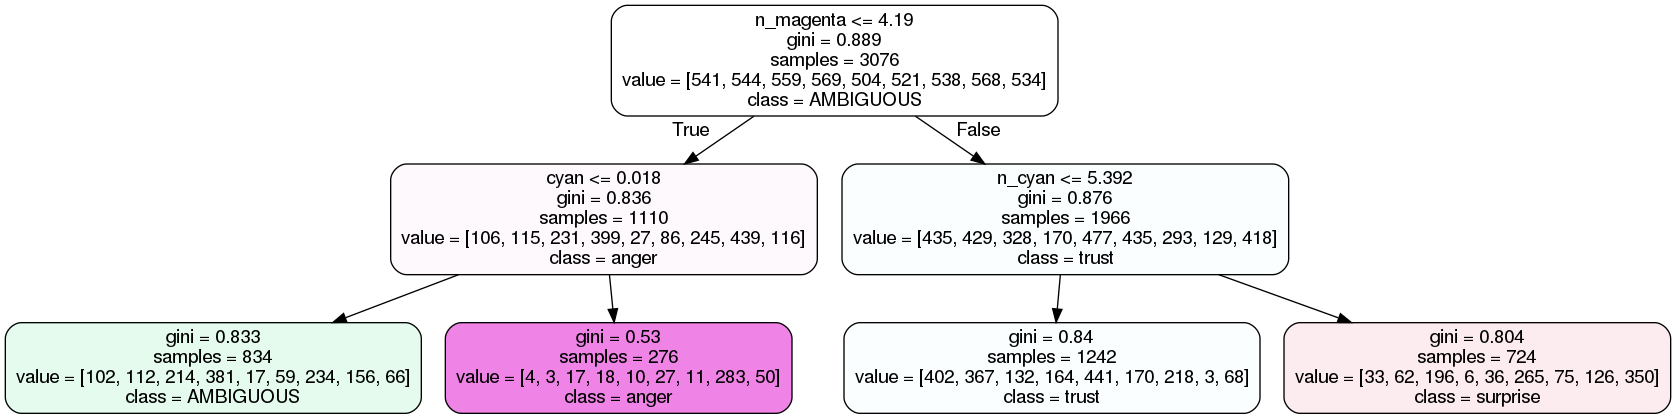 n_magenta <= 4.19
gini = 0.889
samples = 3076
value = [541, 544, 559, 569, 504, 521, 538, 568, 534]
class = AMBIGUOUS
True
False
cyan <= 0.018
gini = 0.836
samples = 1110
value = [106, 115, 231, 399, 27, 86, 245, 439, 116]
class = anger
n_cyan <= 5.392
gini = 0.876
samples = 1966
value = [435, 429, 328, 170, 477, 435, 293, 129, 418]
class = trust
gini = 0.833
samples = 834
value = [102, 112, 214, 381, 17, 59, 234, 156, 66]
class = AMBIGUOUS
gini = 0.53
samples = 276
value = [4, 3, 17, 18, 10, 27, 11, 283, 50]
class = anger
gini = 0.84
samples = 1242
value = [402, 367, 132, 164, 441, 170, 218, 3, 68]
class = trust
gini = 0.804
samples = 724
value = [33, 62, 196, 6, 36, 265, 75, 126, 350]
class = surprise